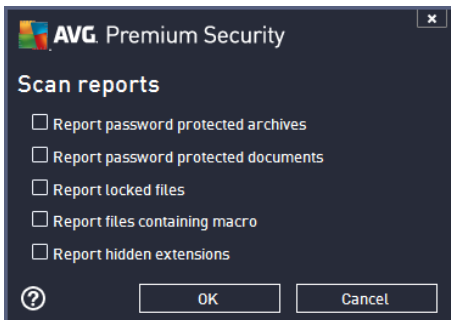 AVG. Premium Security
Scan reports
Report password protected archives
Report password protected documents
Report locked files
Report files containing macro
Report hidden extensions
OK
Cancel